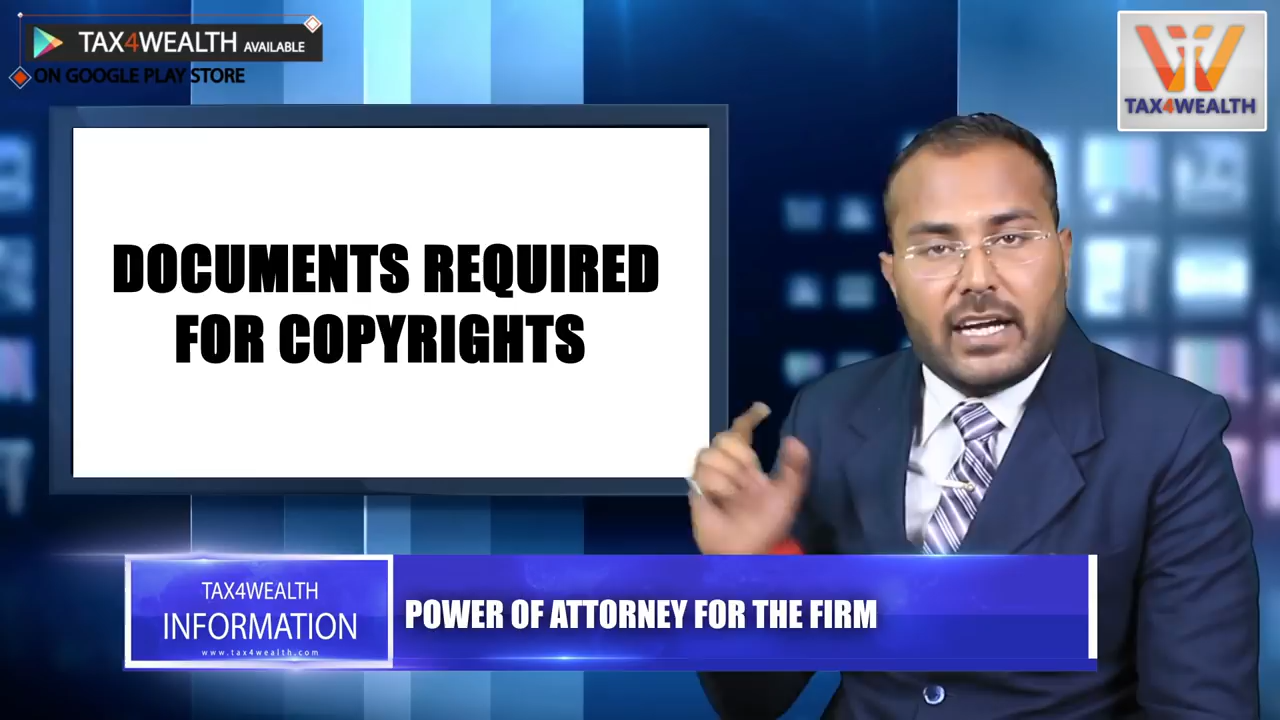 TAX4WEALTH AVAILABLE
ON GOOGLE PLAY STORE
TAX4WEALTH
DOCUMENTS REQUIRED
FOR COPYRIGHTS
TAX4WEALTH
INFORMATION
www.tax4wealth.com
POWER OF ATTORNEY FOR THE FIRM